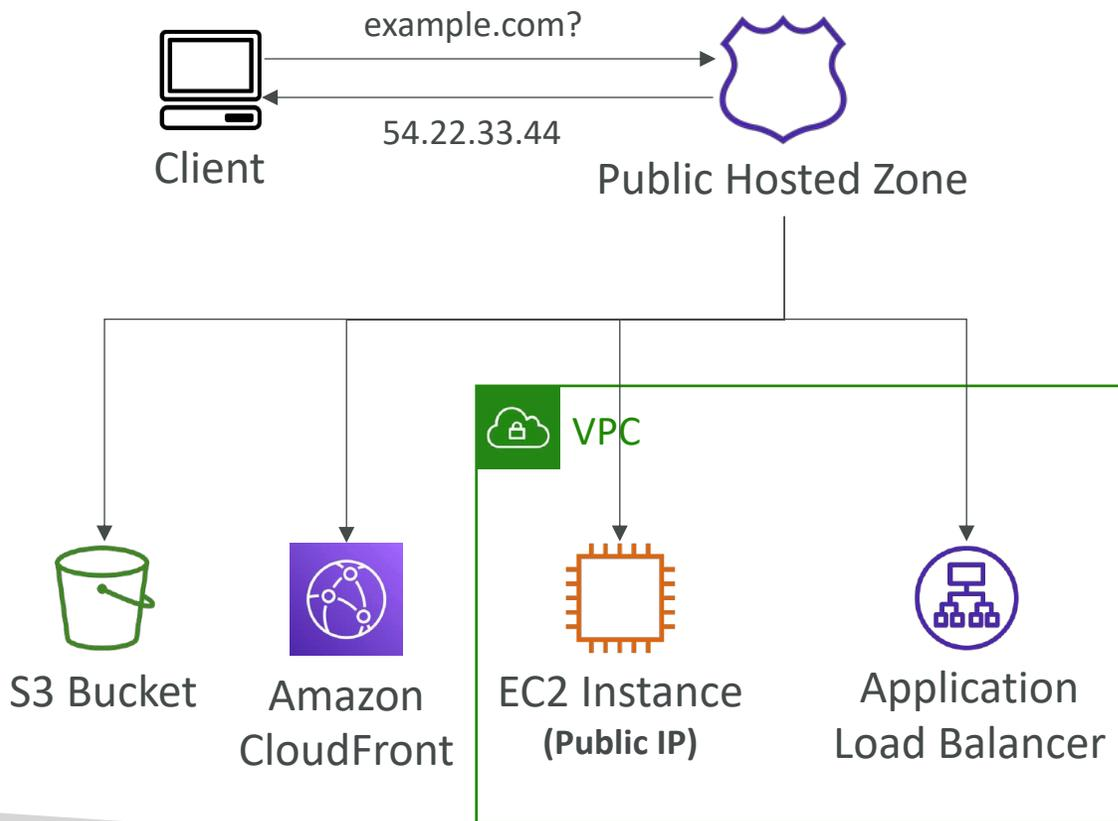 example.com?
54.22.33.44
Client
Public Hosted Zone
VPC
S3 Bucket
Amazon
CloudFront
EC2 Instance
(Public IP)
Application
Load Balancer